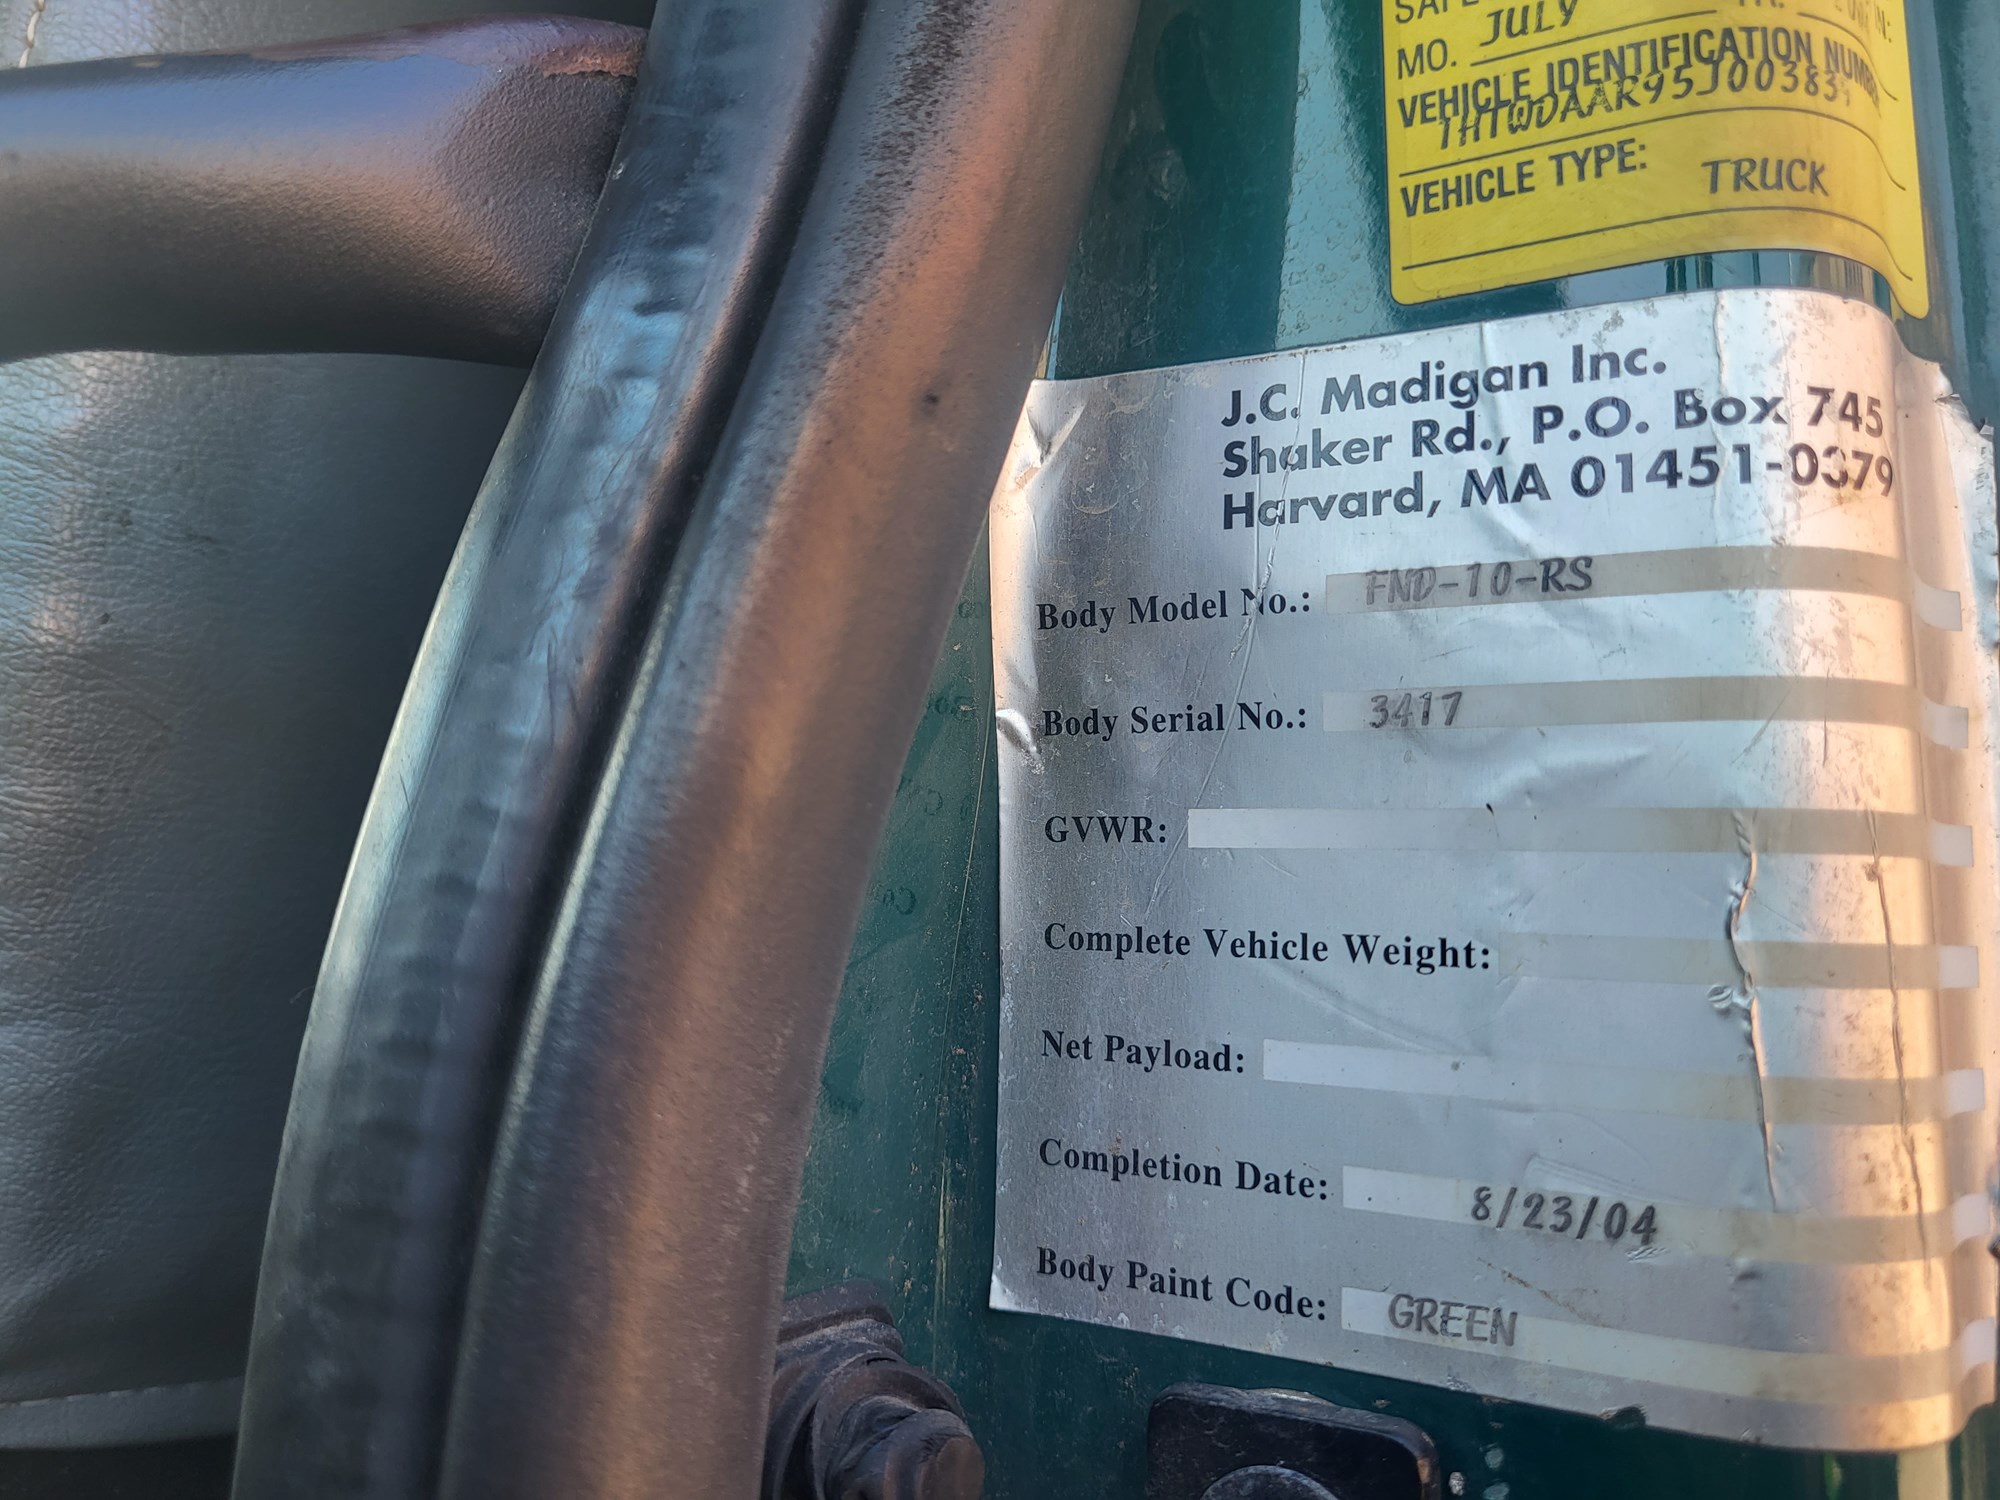 MO. JULY
VEHICLE IDENTIFICATION NUMBER
VEHICLE TYPE: TRUCK
J.C. Madigan Inc.
Shaker Rd., P.O. Box 745
Harvard, MA 01451-0379
Body Model No.: FND-10-RS
Body Serial No.: 3417
GVWR:
Complete Vehicle Weight:
Net Payload:
Completion Date: 8/23/04
Body Paint Code: GREEN